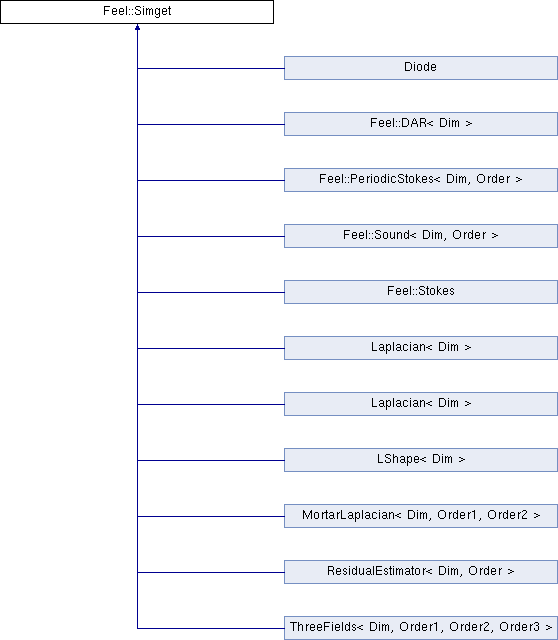 Feel::Simget
Diode
Feel::DAR< Dim >
Feel::PeriodicStokes< Dim, Order >
Feel::Sound< Dim, Order >
Feel::Stokes
Laplacian< Dim >
Laplacian< Dim >
LShape< Dim >
MortarLaplacian< Dim, Order1, Order2 >
ResidualEstimator< Dim, Order >
ThreeFields< Dim, Order1, Order2, Order3 >